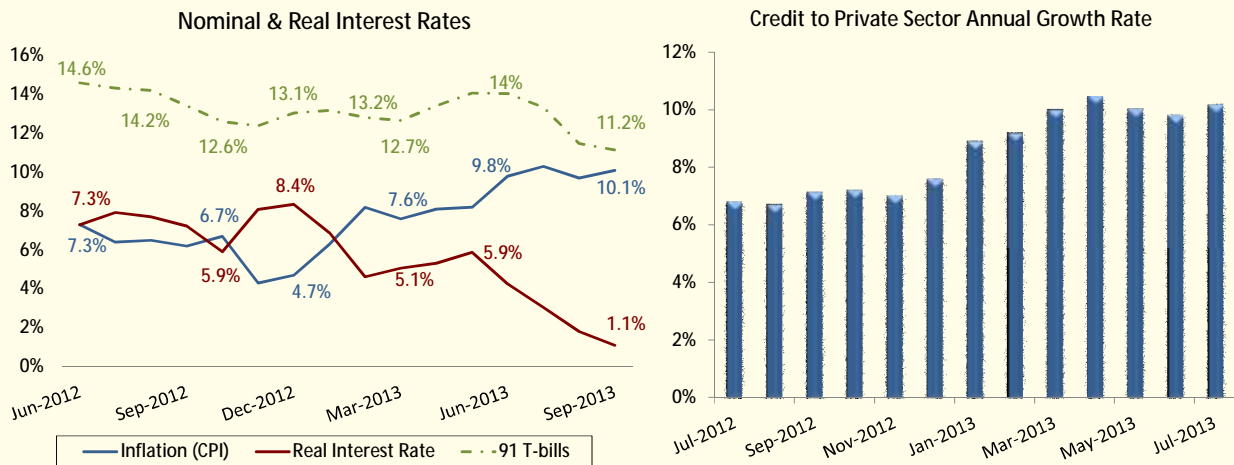 Nominal & Real Interest Rates
16%
14%
12%
10%
8%
6%
4%
2%
0%
14.6%
14.2%
12.6%
13.1%
13.2%
12.7%
14%
11.2%
7.3%
7.3%
6.7%
5.9%
8.4%
4.7%
7.6%
5.1%
9.8%
5.9%
10.1%
1.1%
Jun-2012
Sep-2012
Dec-2012
Mar-2013
Jun-2013
Sep-2013
Inflation (CPI)
Real Interest Rate
91 T-bills
Credit to Private Sector Annual Growth Rate
12%
10%
8%
6%
4%
2%
0%
Jul-2012
Sep-2012
Nov-2012
Jan-2013
Mar-2013
May-2013
Jul-2013